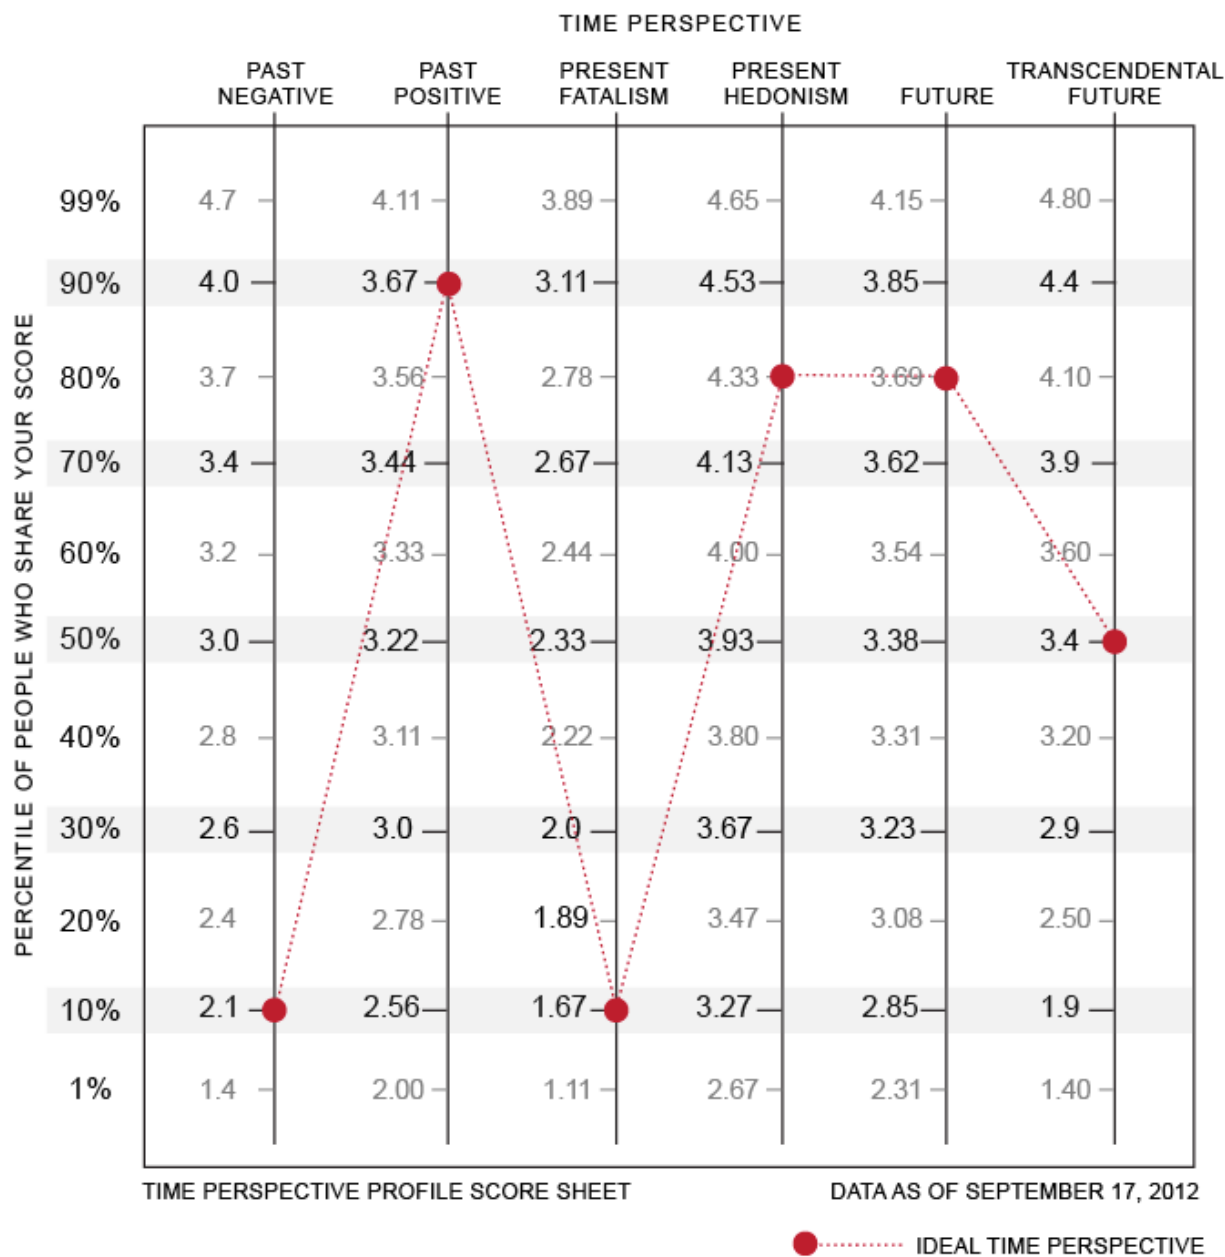 TIME PERSPECTIVE
PAST NEGATIVE
PAST POSITIVE
PRESENT FATALISM
PRESENT HEDONISM
FUTURE
TRANSCENDENTAL FUTURE
PERCENTILE OF PEOPLE WHO SHARE YOUR SCORE
99% 4.7 4.11 3.89 4.65 4.15 4.80
90% 4.0 3.67 3.11 4.53 3.85 4.4
80% 3.7 3.56 2.78 4.33 3.69 4.10
70% 3.4 3.44 2.67 4.13 3.62 3.9
60% 3.2 3.33 2.44 4.00 3.54 3.60
50% 3.0 3.22 2.33 3.93 3.38 3.4
40% 2.8 3.11 2.22 3.80 3.31 3.20
30% 2.6 3.0 2.0 3.67 3.23 2.9
20% 2.4 2.78 1.89 3.47 3.08 2.50
10% 2.1 2.56 1.67 3.27 2.85 1.9
1% 1.4 2.00 1.11 2.67 2.31 1.40
TIME PERSPECTIVE PROFILE SCORE SHEET
DATA AS OF SEPTEMBER 17, 2012
IDEAL TIME PERSPECTIVE